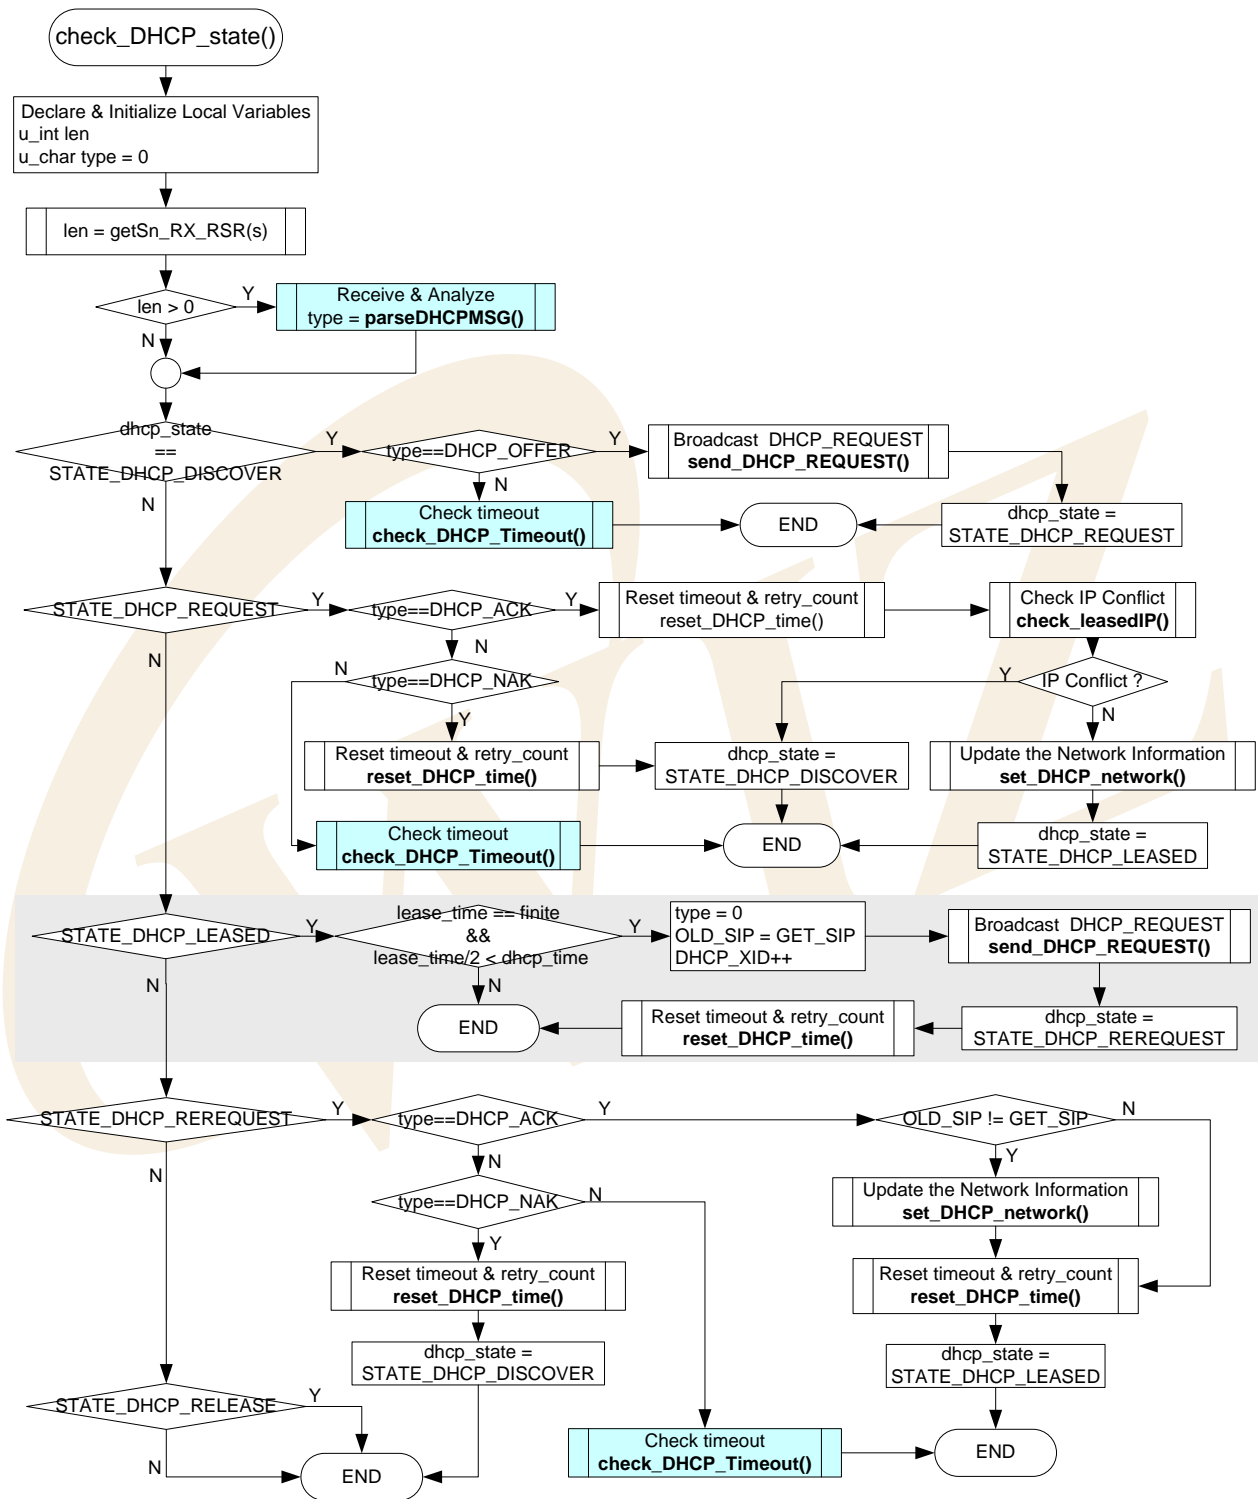 check_DHCP_state()
Declare & Initialize Local Variables
u_int len
u_char type = 0
len = getSn_RX_RSR(s)
len > 0
Y
Receive & Analyze
type = parseDHCPMSG()
N
dhcp_state
==
STATE_DHCP_DISCOVER
Y
type==DHCP_OFFER
Y
Broadcast DHCP_REQUEST
send_DHCP_REQUEST()
N
N
Check timeout
check_DHCP_Timeout()
END
dhcp_state =
STATE_DHCP_REQUEST
STATE_DHCP_REQUEST
Y
type==DHCP_ACK
Y
Reset timeout & retry_count
reset_DHCP_time()
Check IP Conflict
check_leasedIP()
N
N
N
type==DHCP_NAK
Y
IP Conflict ?
Y
N
Reset timeout & retry_count
reset_DHCP_time()
dhcp_state =
STATE_DHCP_DISCOVER
Update the Network Information
set_DHCP_network()
Check timeout
check_DHCP_Timeout()
END
dhcp_state =
STATE_DHCP_LEASED
STATE_DHCP_LEASED
Y
lease_time == finite
&&
lease_time/2 < dhcp_time
Y
type = 0
OLD_SIP = GET_SIP
DHCP_XID++
Broadcast DHCP_REQUEST
send_DHCP_REQUEST()
N
N
END
Reset timeout & retry_count
reset_DHCP_time()
dhcp_state =
STATE_DHCP_REREQUEST
STATE_DHCP_REREQUEST
Y
type==DHCP_ACK
Y
OLD_SIP != GET_SIP
N
N
N
Y
type==DHCP_NAK
N
Update the Network Information
set_DHCP_network()
Y
Reset timeout & retry_count
reset_DHCP_time()
Reset timeout & retry_count
reset_DHCP_time()
dhcp_state =
STATE_DHCP_DISCOVER
dhcp_state =
STATE_DHCP_LEASED
STATE_DHCP_RELEASE
Y
N
END
Check timeout
check_DHCP_Timeout()
END